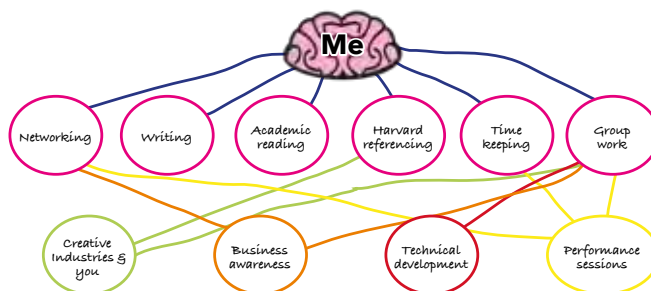 Me
Networking
Writing
Academic
reading
Harvard
referencing
Time
keeping
Group
work
Creative
Industries &
you
Business
awareness
Technical
development
Performance
sessions